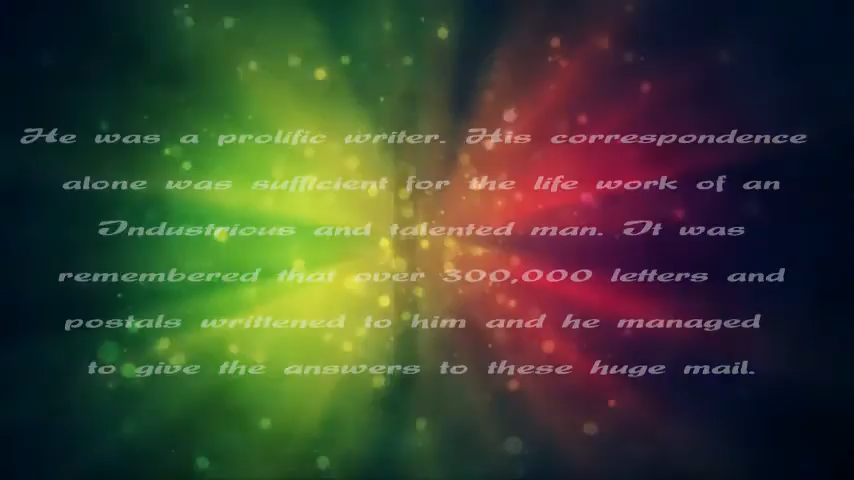 He was a prolific writer. His correspondence
alone was sufficient for the life work of an
Industrious and talented man. It was
remembered that over 300,000 letters and
postals writtened to him and he managed
to give the answers to these huge mail.